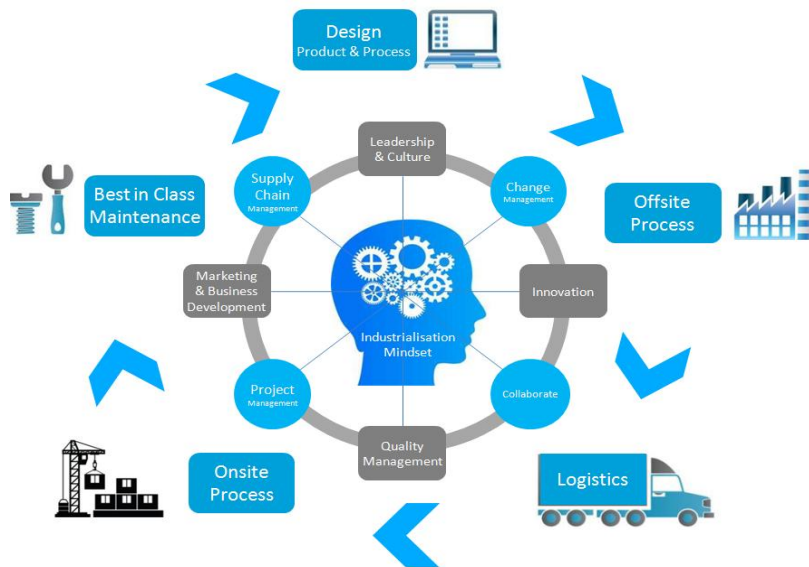 Design
Product & Process
Leadership
& Culture
Supply
Chain
Management
Change
Management
Best in Class
Maintenance
Offsite
Process
Marketing
& Business
Development
Innovation
Industrialisation
Mindset
Project
Management
Collaborate
Quality
Management
Onsite
Process
Logistics